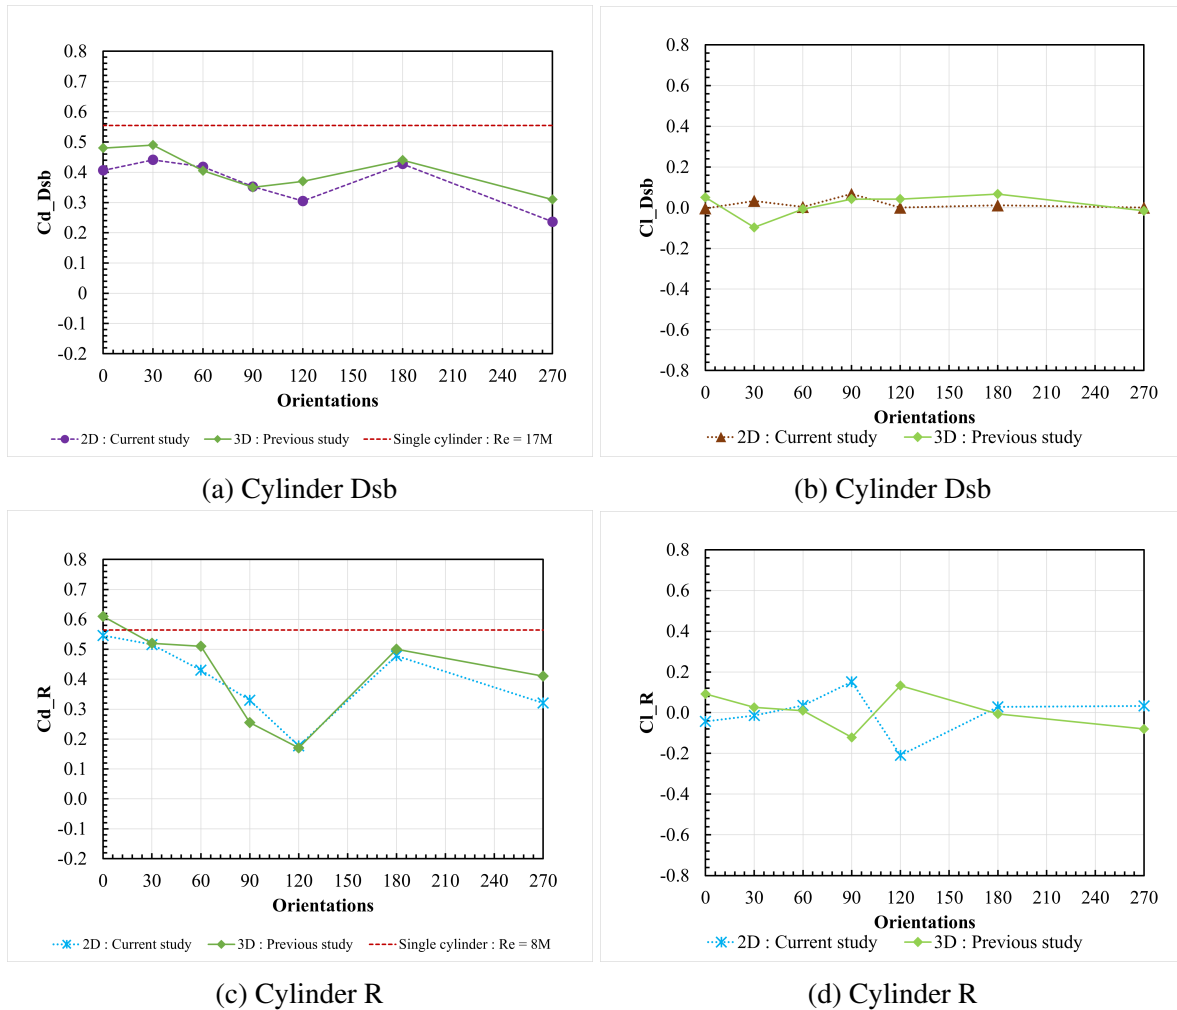 0.8
0.7
0.6
0.5
0.4
0.3
0.2
0.1
0
-0.1
-0.2
Cd_Dsb
0 30 60 90 120 150 180 210 240 270
Orientations
2D : Current study 3D : Previous study Single cylinder : Re = 17M
(a) Cylinder Dsb
0.8
0.6
0.4
0.2
0.0
-0.2
-0.4
-0.6
-0.8
Cl_Dsb
0 30 60 90 120 150 180 210 240 270
Orientations
2D : Current study 3D : Previous study
(b) Cylinder Dsb
0.8
0.7
0.6
0.5
0.4
0.3
0.2
0.1
0.0
-0.1
-0.2
Cd_R
0 30 60 90 120 150 180 210 240 270
Orientations
2D : Current study 3D : Previous study Single cylinder : Re = 8M
(c) Cylinder R
0.8
0.6
0.4
0.2
0.0
-0.2
-0.4
-0.6
-0.8
Cl_R
0 30 60 90 120 150 180 210 240 270
Orientations
2D : Current study 3D : Previous study
(d) Cylinder R